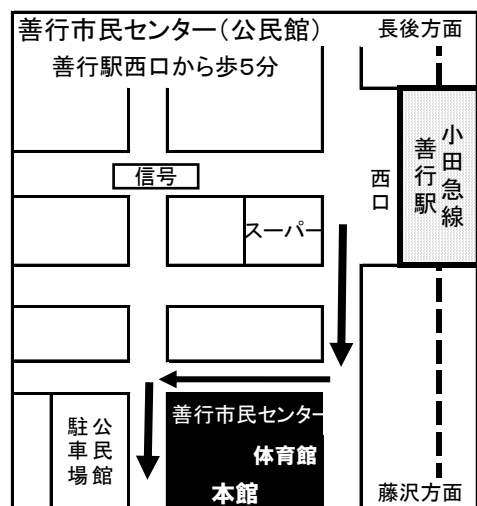 善行市民センター(公民館)
善行駅西口から歩5分
長後方面
小田急線
善行駅
西口
信号
スーパー
善行市民センター
体育館
本館
公民館
駐車場
藤沢方面